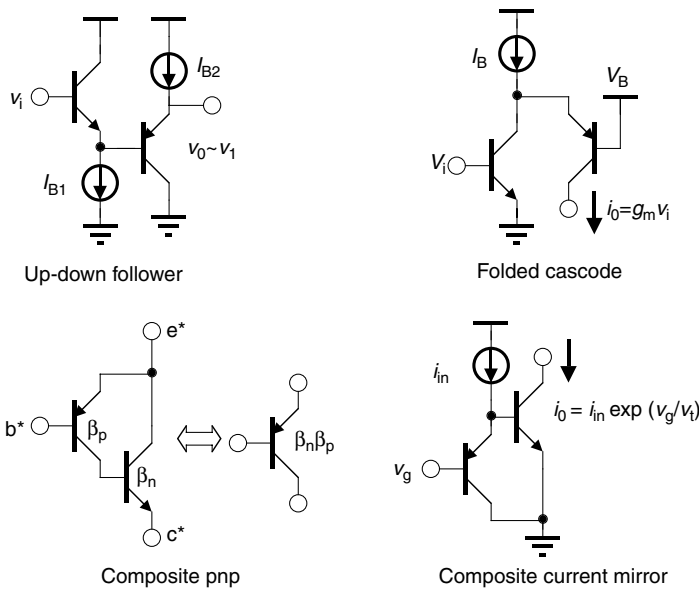 v_i
I_B1
I_B2
v_0~v_1
Up-down follower
I_B
V_B
V_i
i_0=g_m v_i
Folded cascode
e*
b*
β_p
β_n
c*
β_nβ_p
Composite pnp
i_in
v_g
i_0 = i_in exp (v_g/v_t)
Composite current mirror